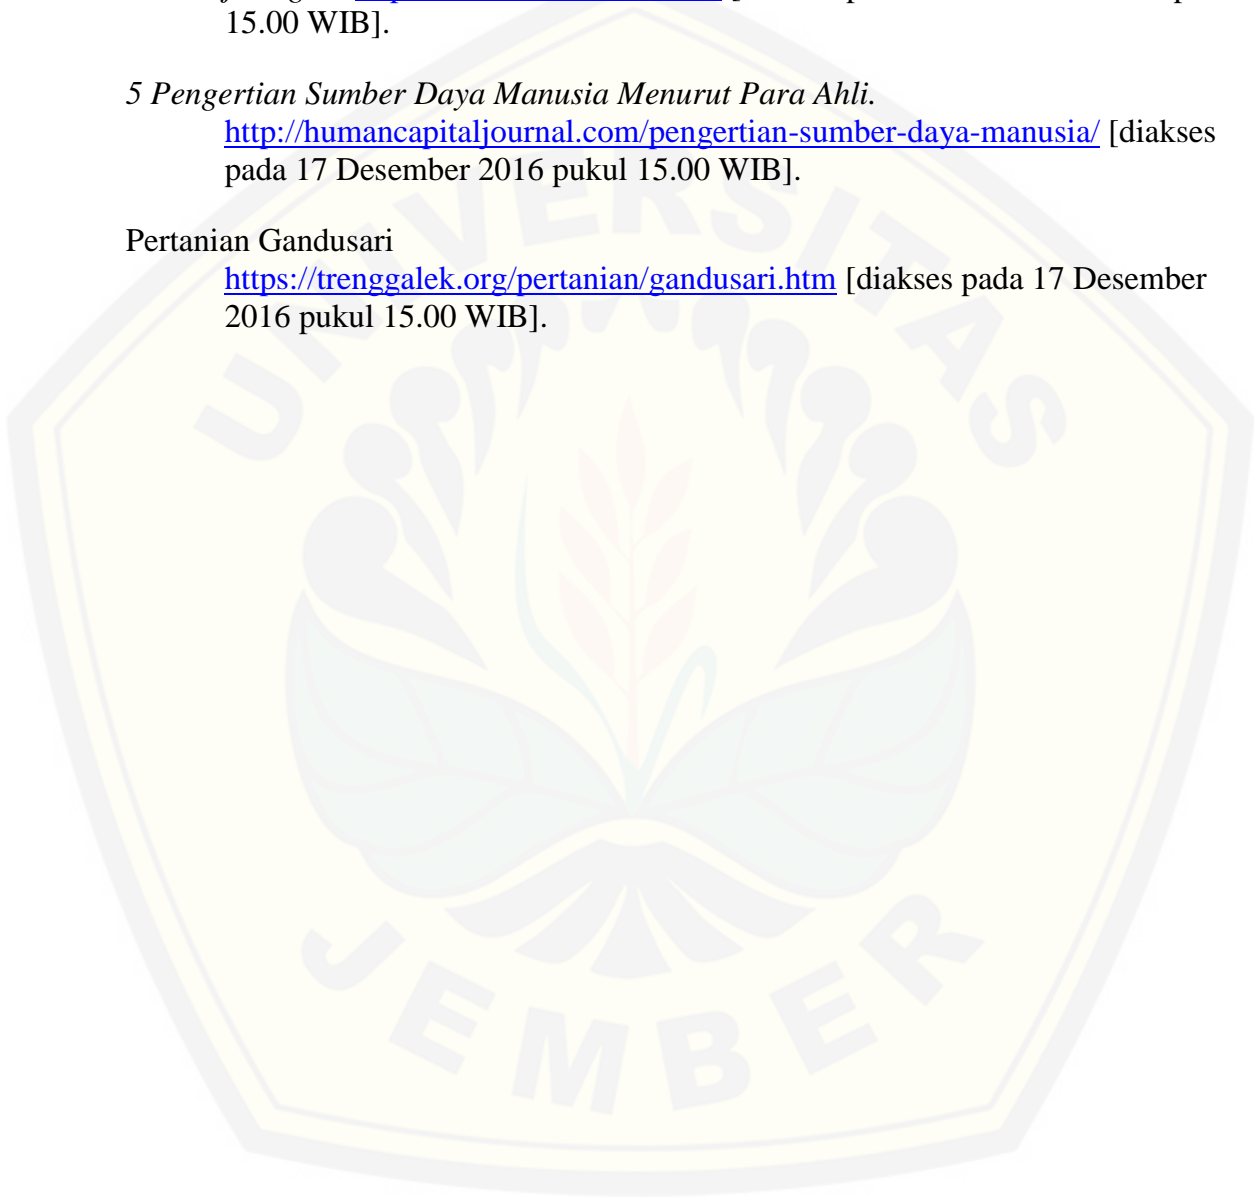 15.00 WIB].
5 Pengertian Sumber Daya Manusia Menurut Para Ahli.
http://humancapitaljournal.com/pengertian-sumber-daya-manusia/ [diakses
pada 17 Desember 2016 pukul 15.00 WIB].
Pertanian Gandusari
https://trenggalek.org/pertanian/gandusari.htm [diakses pada 17 Desember
2016 pukul 15.00 WIB].
UNIVERSITAS
JEMBER